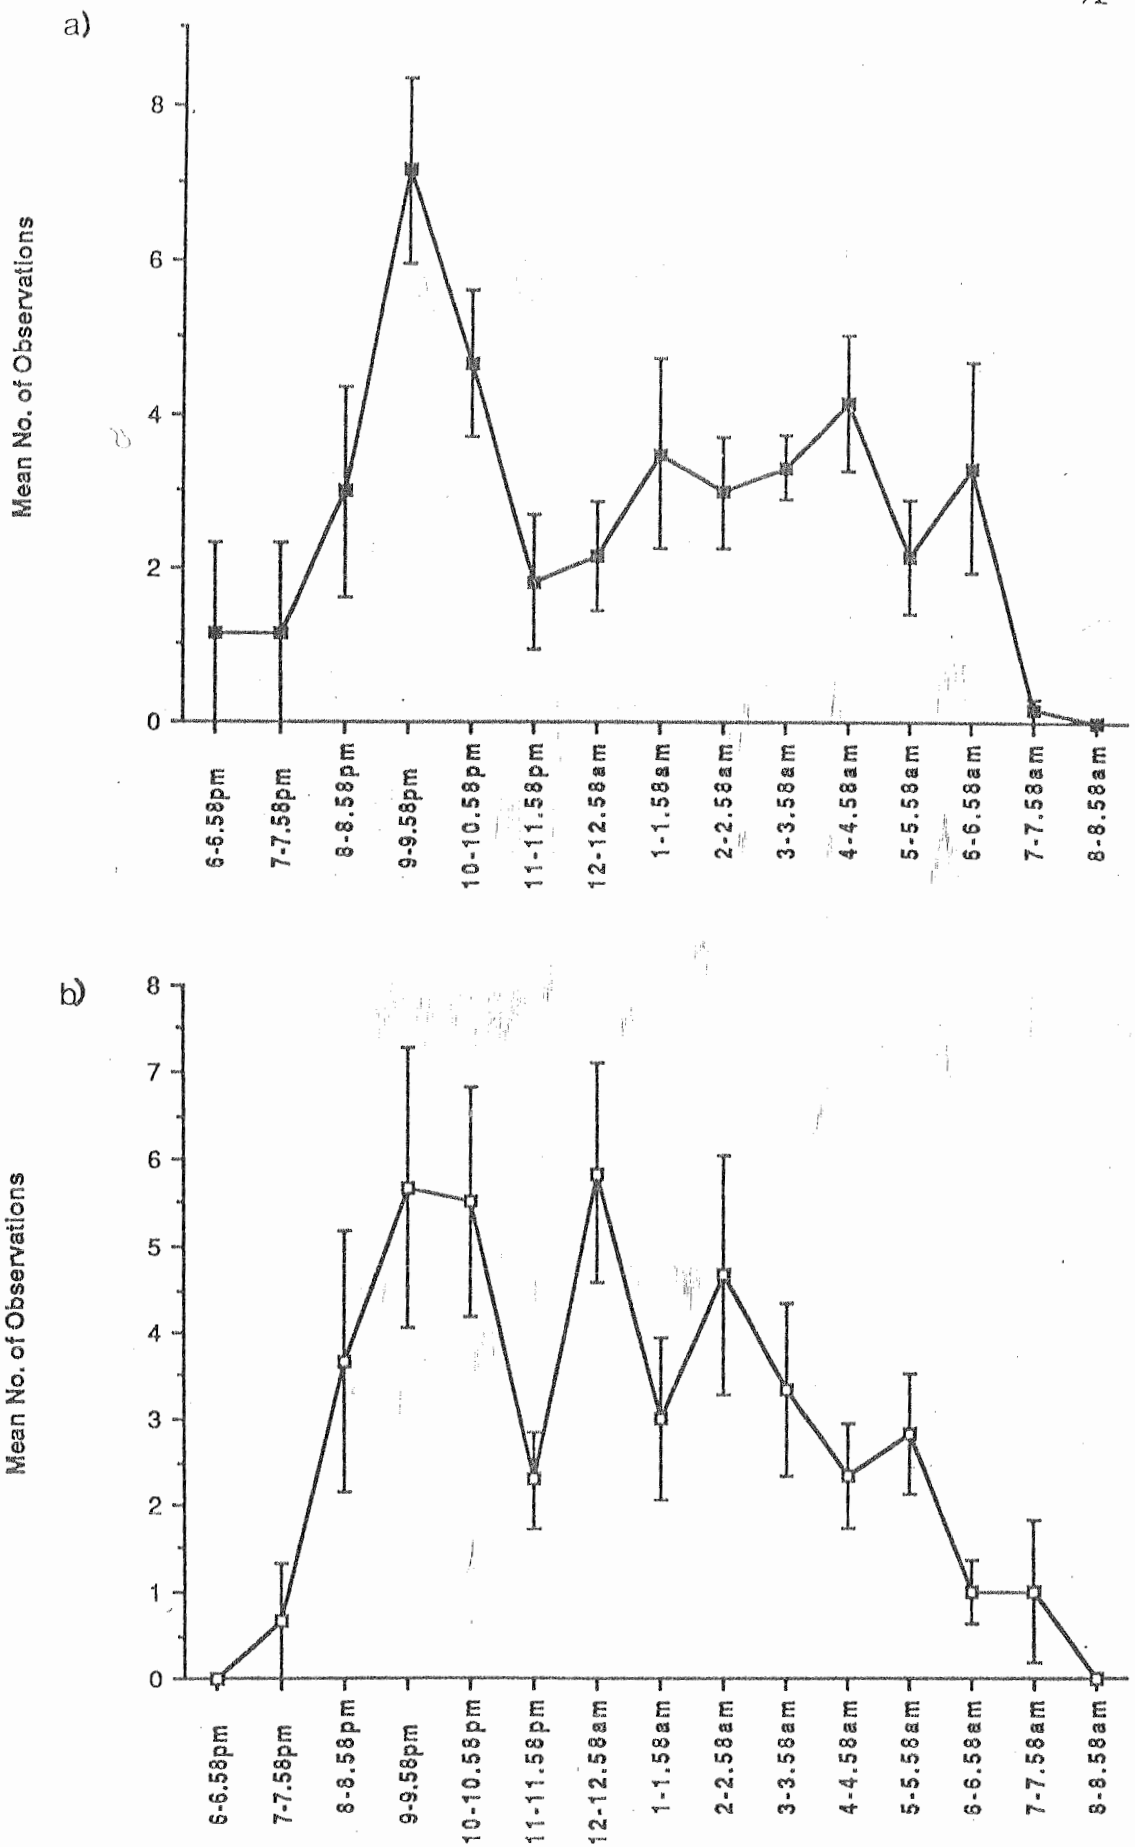 a)
Mean No. of Observations
8
6
4
2
0
6-6.58pm
7-7.58pm
8-8.58pm
9-9.58pm
10-10.58pm
11-11.58pm
12-12.58am
1-1.58am
2-2.58am
3-3.58am
4-4.58am
5-5.58am
6-6.58am
7-7.58am
8-8.58am
b)
Mean No. of Observations
8
7
6
5
4
3
2
1
0
6-6.58pm
7-7.58pm
8-8.58pm
9-9.58pm
10-10.58pm
11-11.58pm
12-12.58am
1-1.58am
2-2.58am
3-3.58am
4-4.58am
5-5.58am
6-6.58am
7-7.58am
8-8.58am